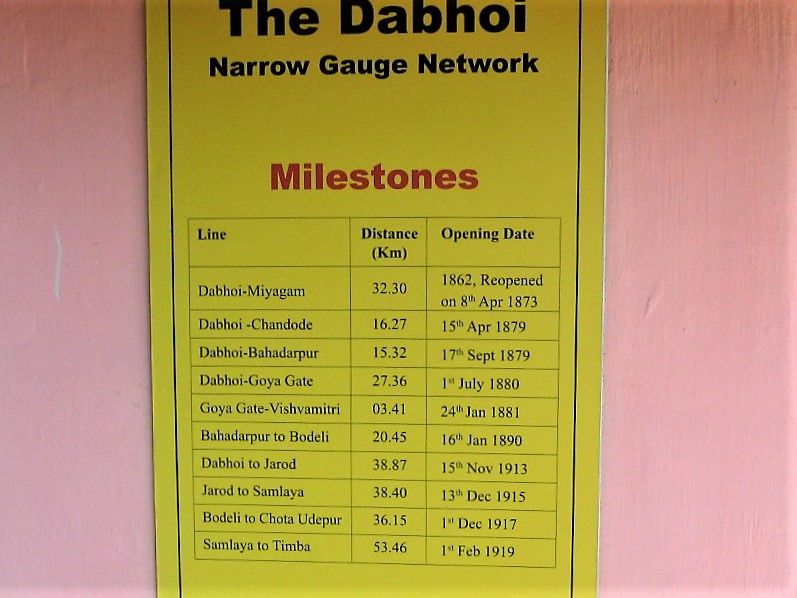 The Dabhoi
Narrow Gauge Network
Milestones
Line Distance (Km) Opening Date
Dabhoi-Miyagam 32.30 1862, Reopened on 8th Apr 1873
Dabhoi -Chandode 16.27 15th Apr 1879
Dabhoi-Bahadarpur 15.32 17th Sept 1879
Dabhoi-Goya Gate 27.36 1st July 1880
Goya Gate-Vishvamitri 03.41 24th Jan 1881
Bahadarpur to Bodeli 20.45 16th Jan 1890
Dabhoi to Jarod 38.87 15th Nov 1913
Jarod to Samlaya 38.40 13th Dec 1915
Bodeli to Chota Udepur 36.15 1st Dec 1917
Samlaya to Timba 53.46 1st Feb 1919